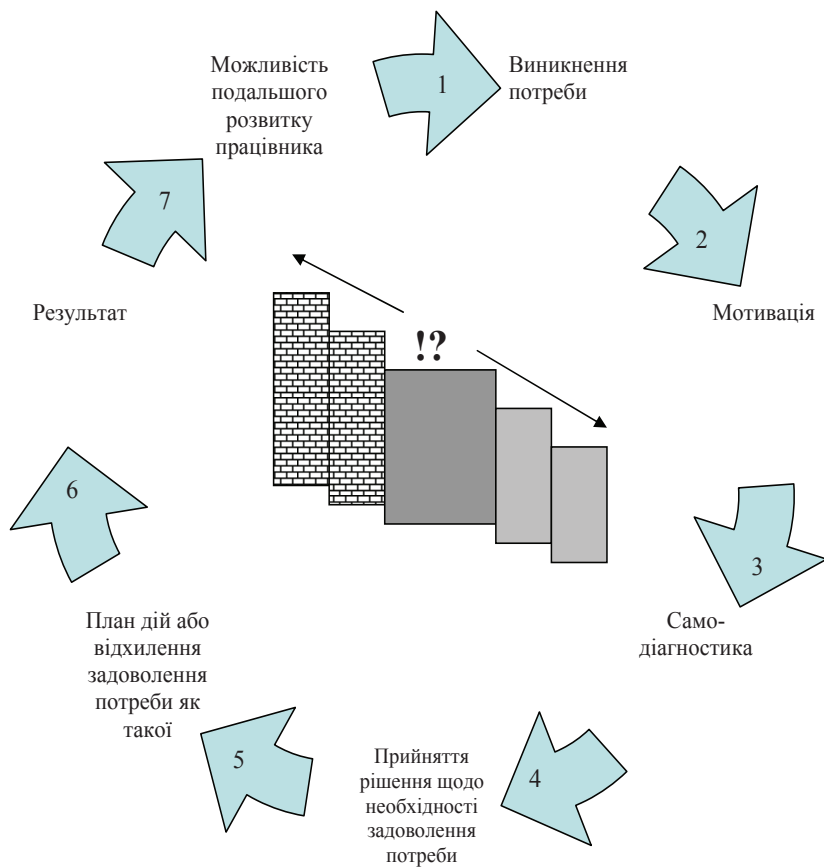 Можливість
подальшого
розвитку
працівника
1
Виникнення
потреби
2
Мотивація
3
Само-
діагностика
4
Прийняття
рішення щодо
необхідності
задоволення
потреби
5
План дій або
відхилення
задоволення
потреби як
такої
6
Результат
7
!?